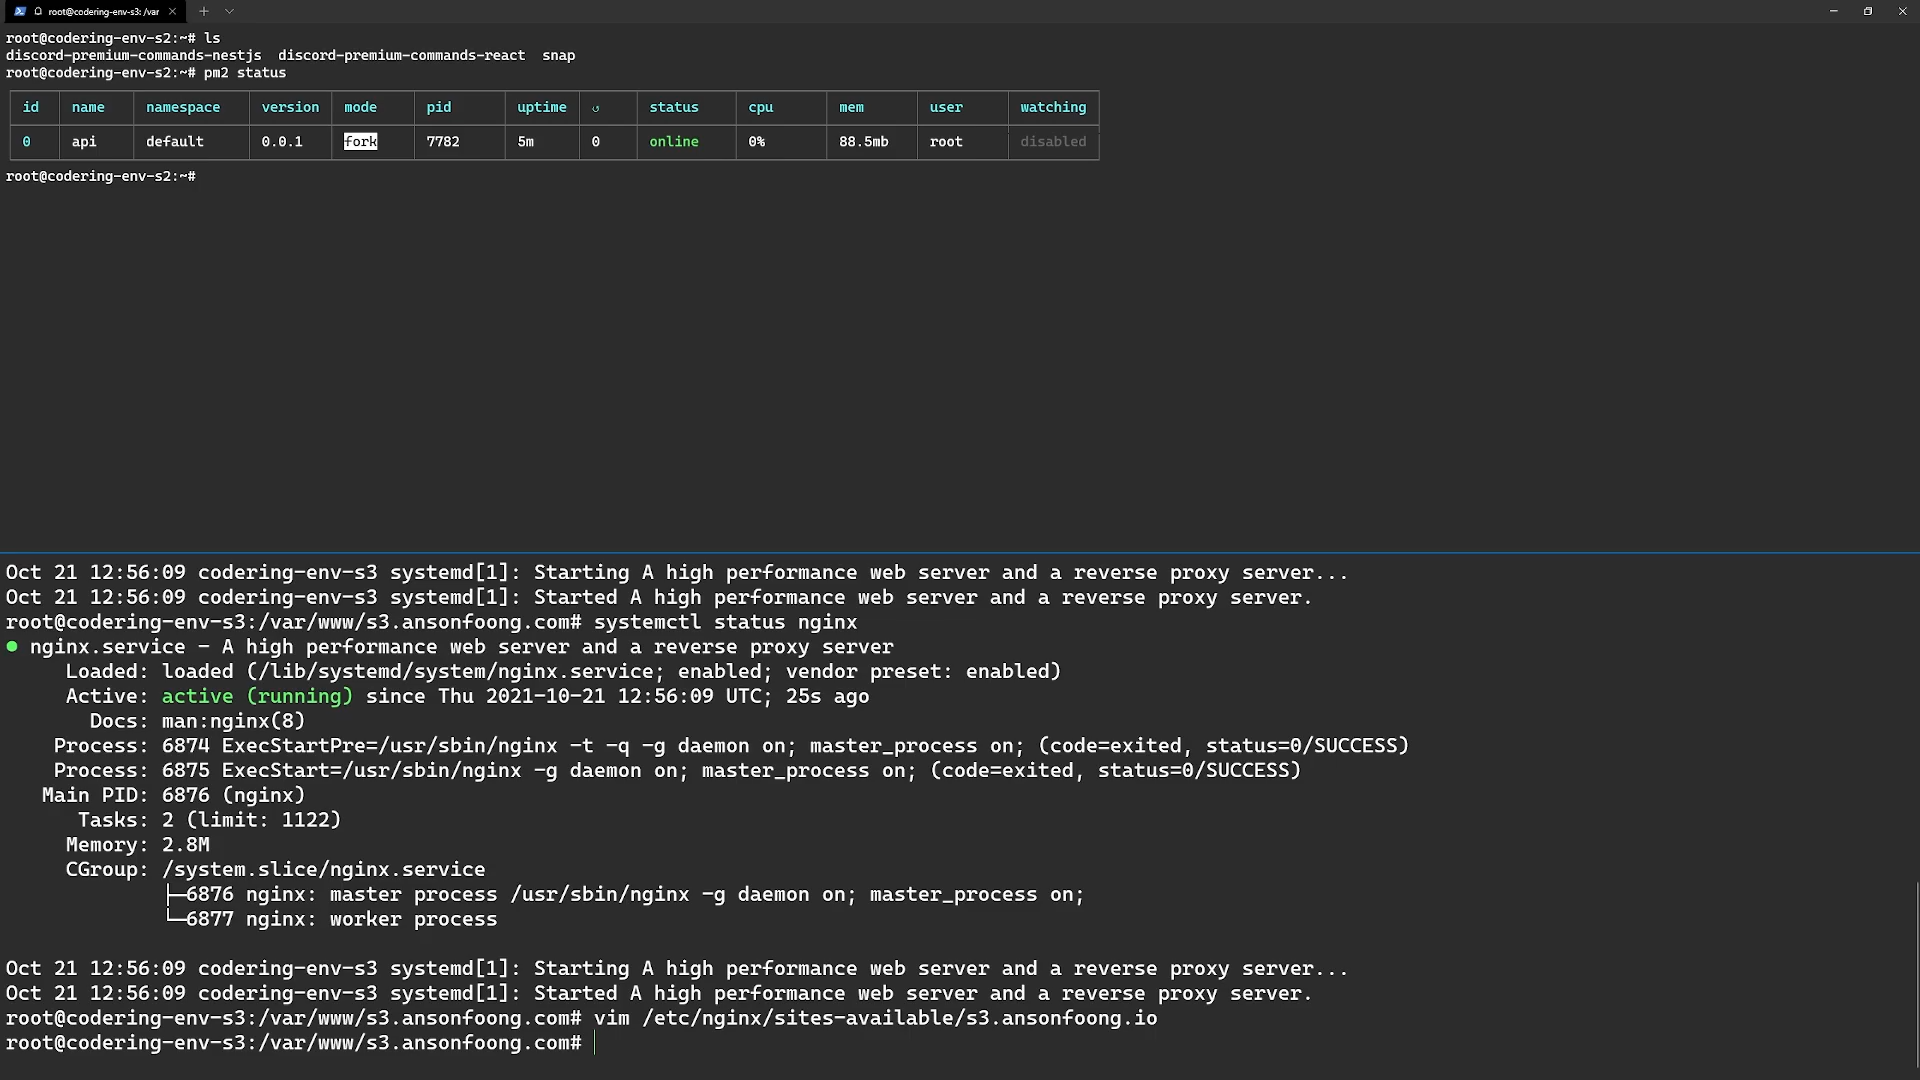 root@codering-env-s3: /var
root@codering-env-s2:~# ls
discord-premium-commands-nestjs  discord-premium-commands-react  snap
root@codering-env-s2:~# pm2 status
id name namespace version mode pid uptime ↺ status cpu mem user watching
0 api default 0.0.1 fork 7782 5m 0 online 0% 88.5mb root disabled
root@codering-env-s2:~#
Oct 21 12:56:09 codering-env-s3 systemd[1]: Starting A high performance web server and a reverse proxy server...
Oct 21 12:56:09 codering-env-s3 systemd[1]: Started A high performance web server and a reverse proxy server.
root@codering-env-s3:/var/www/s3.ansonfoong.com# systemctl status nginx
● nginx.service - A high performance web server and a reverse proxy server
Loaded: loaded (/lib/systemd/system/nginx.service; enabled; vendor preset: enabled)
Active: active (running) since Thu 2021-10-21 12:56:09 UTC; 25s ago
Docs: man:nginx(8)
Process: 6874 ExecStartPre=/usr/sbin/nginx -t -q -g daemon on; master_process on; (code=exited, status=0/SUCCESS)
Process: 6875 ExecStart=/usr/sbin/nginx -g daemon on; master_process on; (code=exited, status=0/SUCCESS)
Main PID: 6876 (nginx)
Tasks: 2 (limit: 1122)
Memory: 2.8M
CGroup: /system.slice/nginx.service
├─6876 nginx: master process /usr/sbin/nginx -g daemon on; master_process on;
└─6877 nginx: worker process
Oct 21 12:56:09 codering-env-s3 systemd[1]: Starting A high performance web server and a reverse proxy server...
Oct 21 12:56:09 codering-env-s3 systemd[1]: Started A high performance web server and a reverse proxy server.
root@codering-env-s3:/var/www/s3.ansonfoong.com# vim /etc/nginx/sites-available/s3.ansonfoong.io
root@codering-env-s3:/var/www/s3.ansonfoong.com#